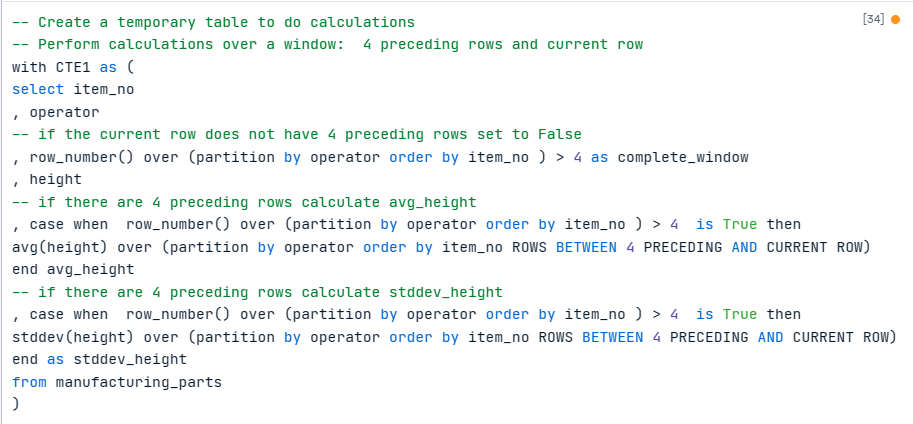 -- Create a temporary table to do calculations
[34]
-- Perform calculations over a window:  4 preceding rows and current row
with CTE1 as (
select item_no
, operator
-- if the current row does not have 4 preceding rows set to False
, row_number() over (partition by operator order by item_no ) > 4 as complete_window
, height
-- if there are 4 preceding rows calculate avg_height
, case when  row_number() over (partition by operator order by item_no ) > 4  is True then
avg(height) over (partition by operator order by item_no ROWS BETWEEN 4 PRECEDING AND CURRENT ROW)
end avg_height
-- if there are 4 preceding rows calculate stddev_height
, case when  row_number() over (partition by operator order by item_no ) > 4  is True then
stddev(height) over (partition by operator order by item_no ROWS BETWEEN 4 PRECEDING AND CURRENT ROW)
end as stddev_height
from manufacturing_parts
)